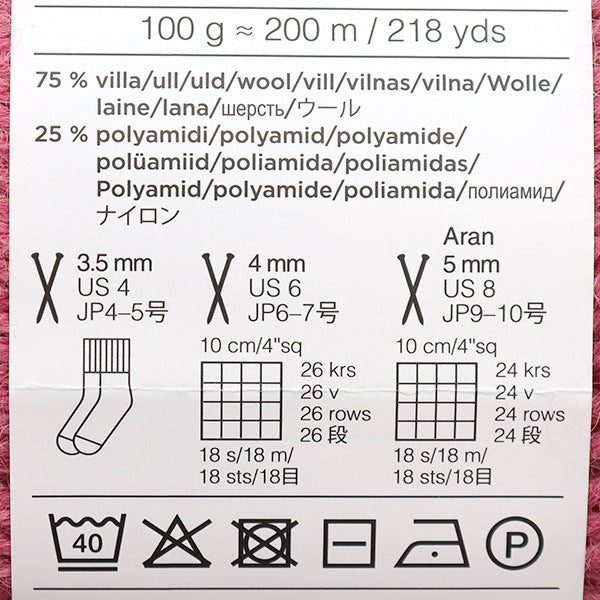 100 g ≈ 200 m / 218 yds
75 % villa/ull/uld/wool/vill/vilnas/vilna/Wolle/
laine/lana/шерсть/ウール
25 % polyamidi/polyamid/polyamide/
polüamiid/poliamida/poliamidas/
Polyamid/polyamide/poliamida/полиамид/
ナイロン
3.5 mm
US 4
JP4–5号
4 mm
US 6
JP6–7号
Aran
5 mm
US 8
JP9–10号
10 cm/4"sq
26 krs
26 v
26 rows
26 段
18 s/18 m/
18 sts/18目
10 cm/4"sq
24 krs
24 v
24 rows
24 段
18 s/18 m/
18 sts/18目
40
P